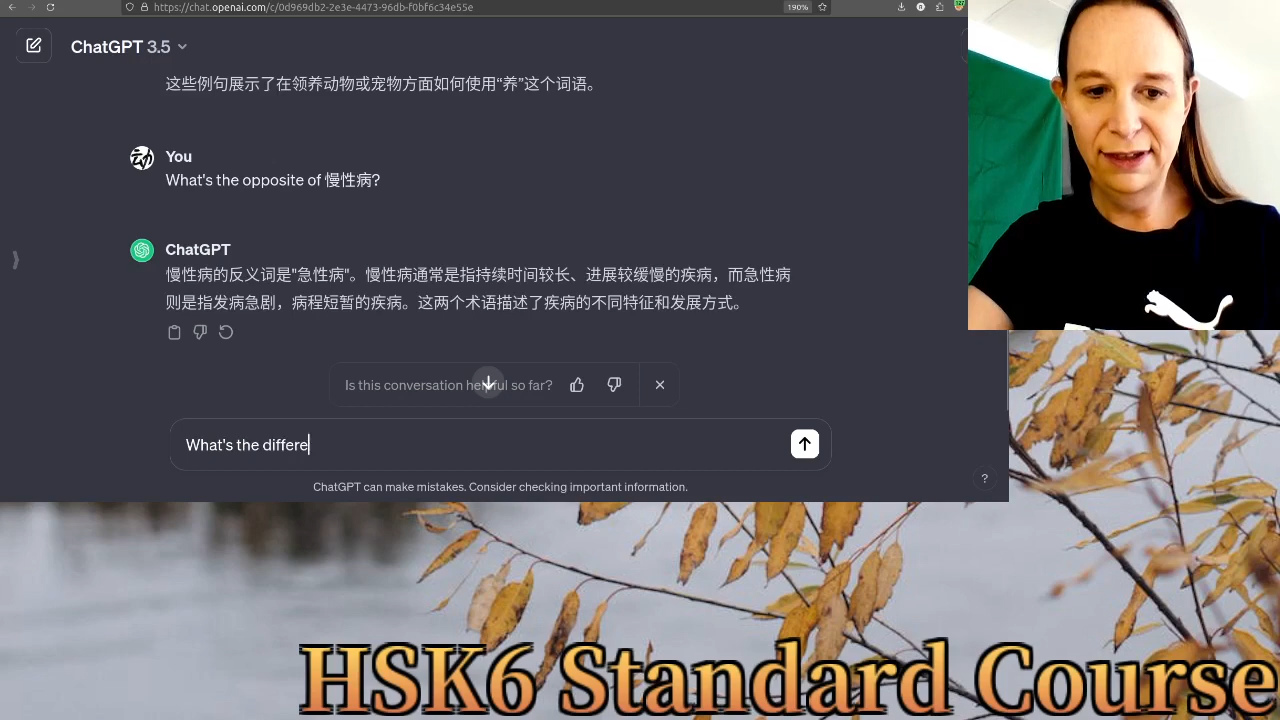 https://chat.openai.com/c/0d969db2-2e3e-4473-96db-f0bf6c34e55e
190%
ChatGPT 3.5
这些例句展示了在领养动物或宠物方面如何使用“养”这个词语。
You
What's the opposite of 慢性病?
ChatGPT
慢性病的反义词是"急性病"。慢性病通常是指持续时间较长、进展较缓慢的疾病，而急性病
则是指发病急剧，病程短暂的疾病。这两个术语描述了疾病的不同特征和发展方式。
Is this conversation helpful so far?
What's the differe
ChatGPT can make mistakes. Consider checking important information.
?
HSK6 Standard Course